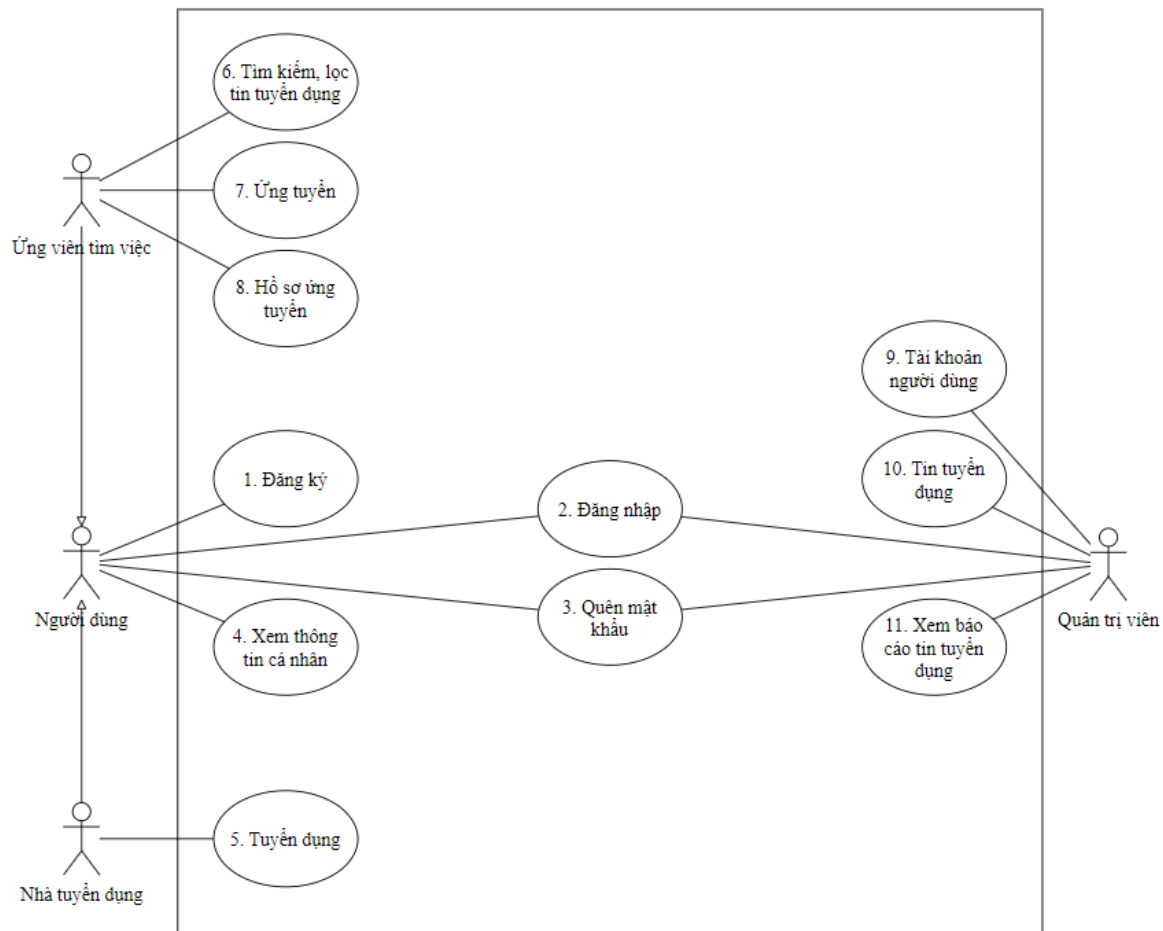 6. Tìm kiếm, lọc
tin tuyển dụng
7. Ứng tuyển
Ứng viên tìm việc
8. Hồ sơ ứng
tuyển
9. Tài khoản
người dùng
1. Đăng ký
10. Tin tuyển
dụng
2. Đăng nhập
3. Quên mật
khẩu
Người dùng
Quản trị viên
4. Xem thông
tin cá nhân
11. Xem báo
cáo tin tuyển
dụng
5. Tuyển dụng
Nhà tuyển dụng